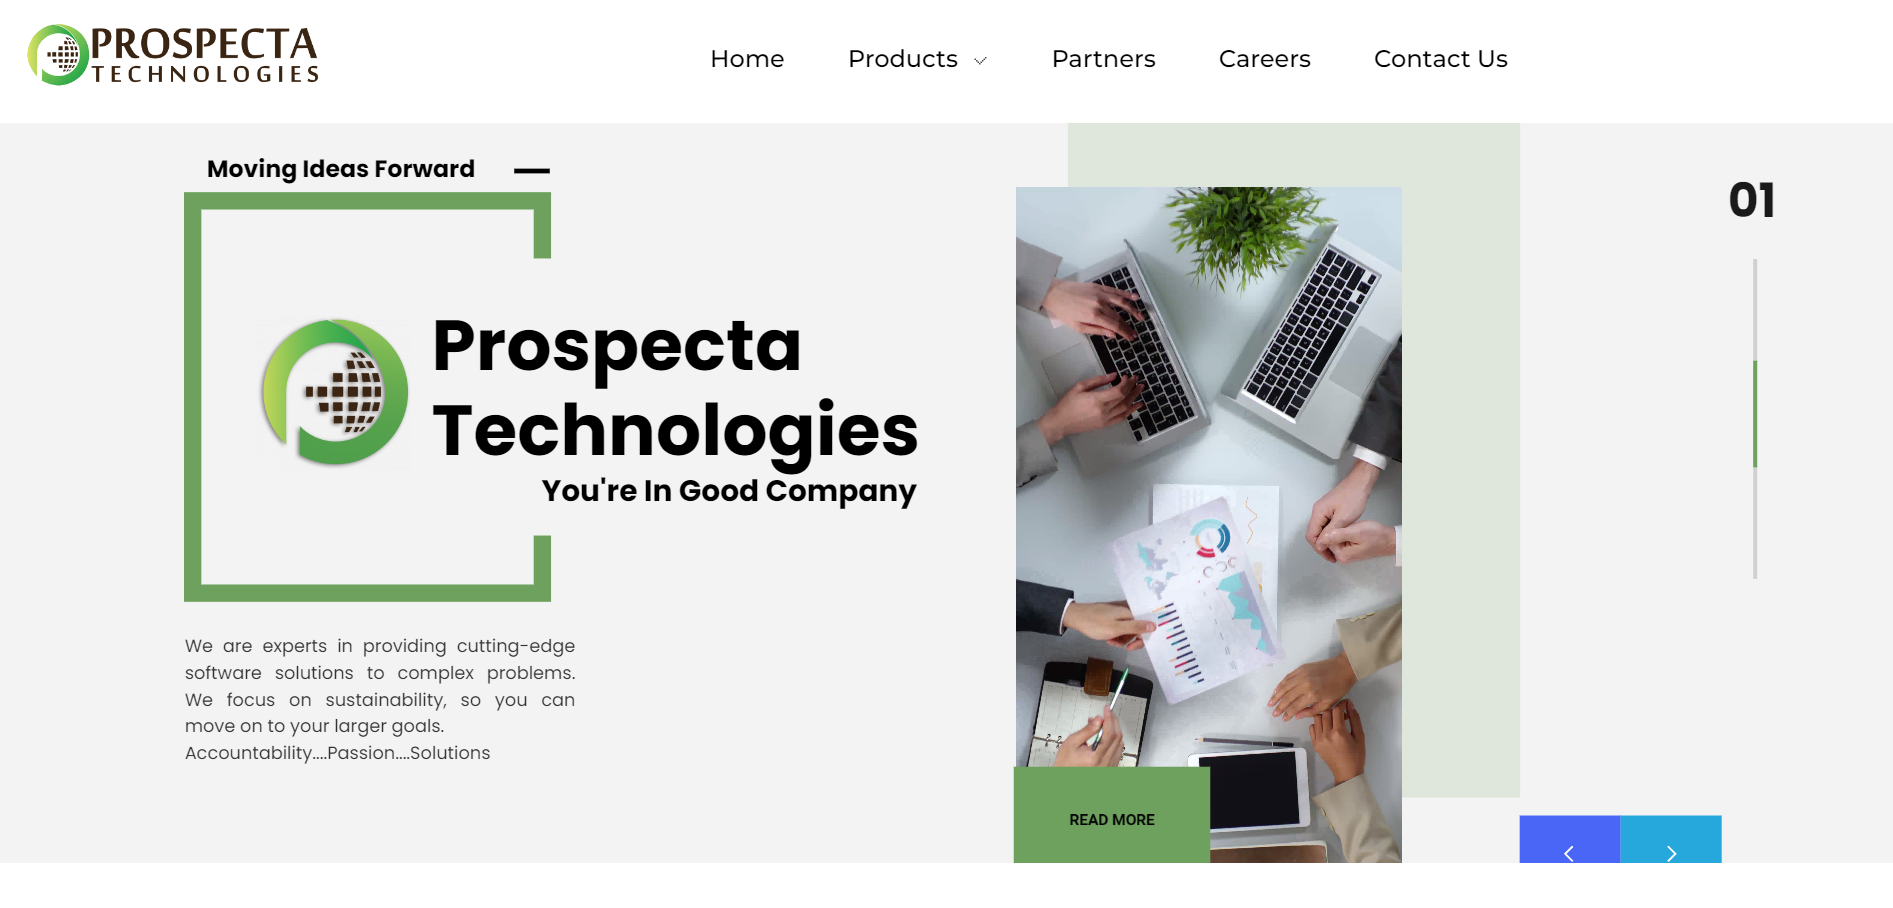 PROSPECTA
TECHNOLOGIES
Home Products Partners Careers Contact Us
Moving Ideas Forward
01
Prospecta
Technologies
You're In Good Company
We are experts in providing cutting-edge
software solutions to complex problems.
We focus on sustainability, so you can
move on to your larger goals.
Accountability....Passion....Solutions
READ MORE